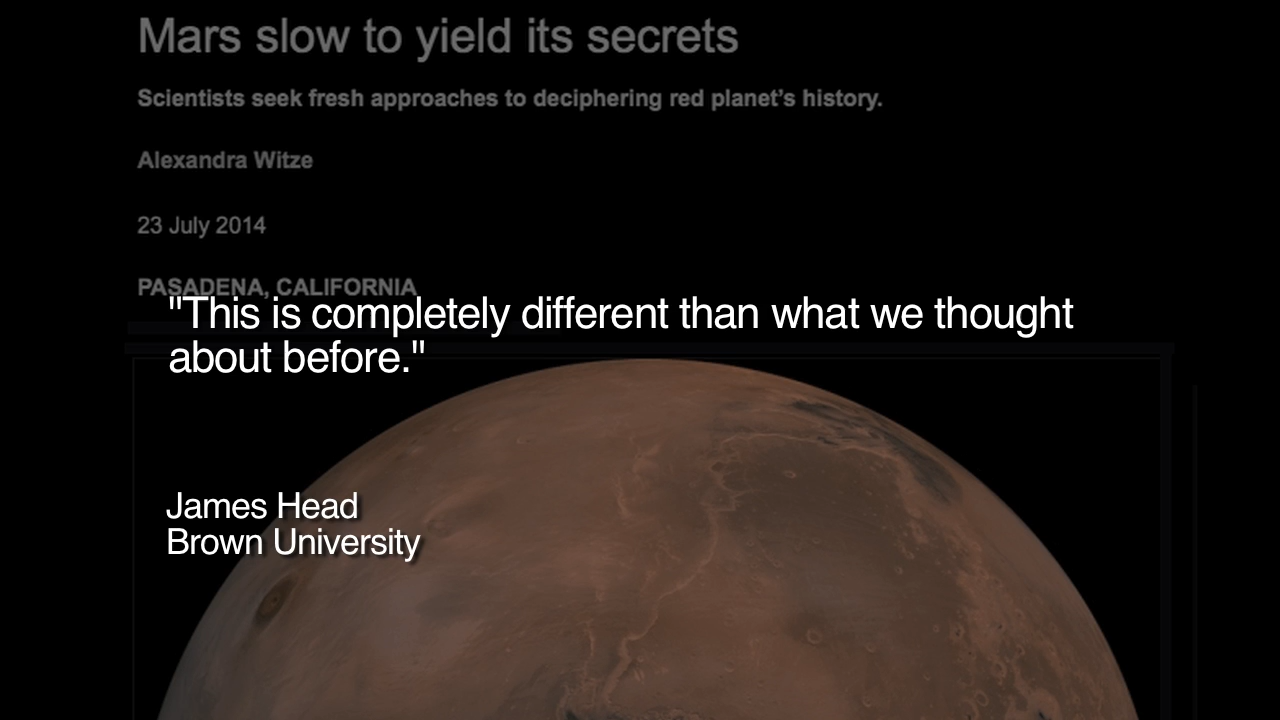 Mars slow to yield its secrets
Scientists seek fresh approaches to deciphering red planet’s history.
Alexandra Witze
23 July 2014
PASADENA, CALIFORNIA
"This is completely different than what we thought
about before."
James Head
Brown University